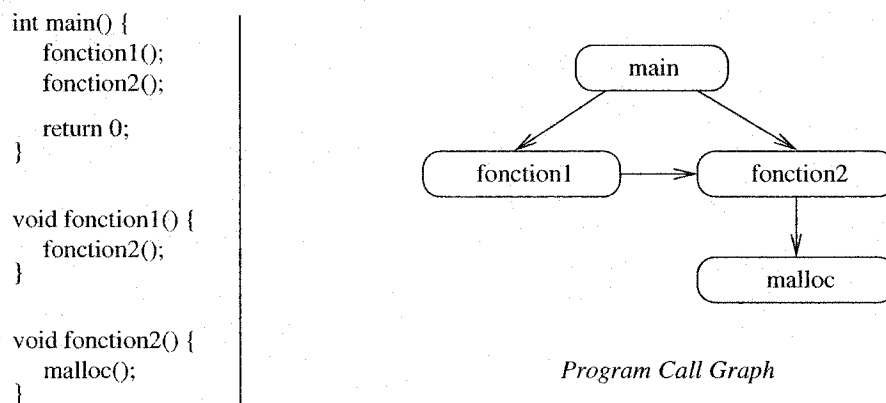 int main() {
fonction1();
fonction2();
return 0;
}
void fonction1() {
fonction2();
}
void fonction2() {
malloc();
}
main
fonction1
fonction2
malloc
Program Call Graph